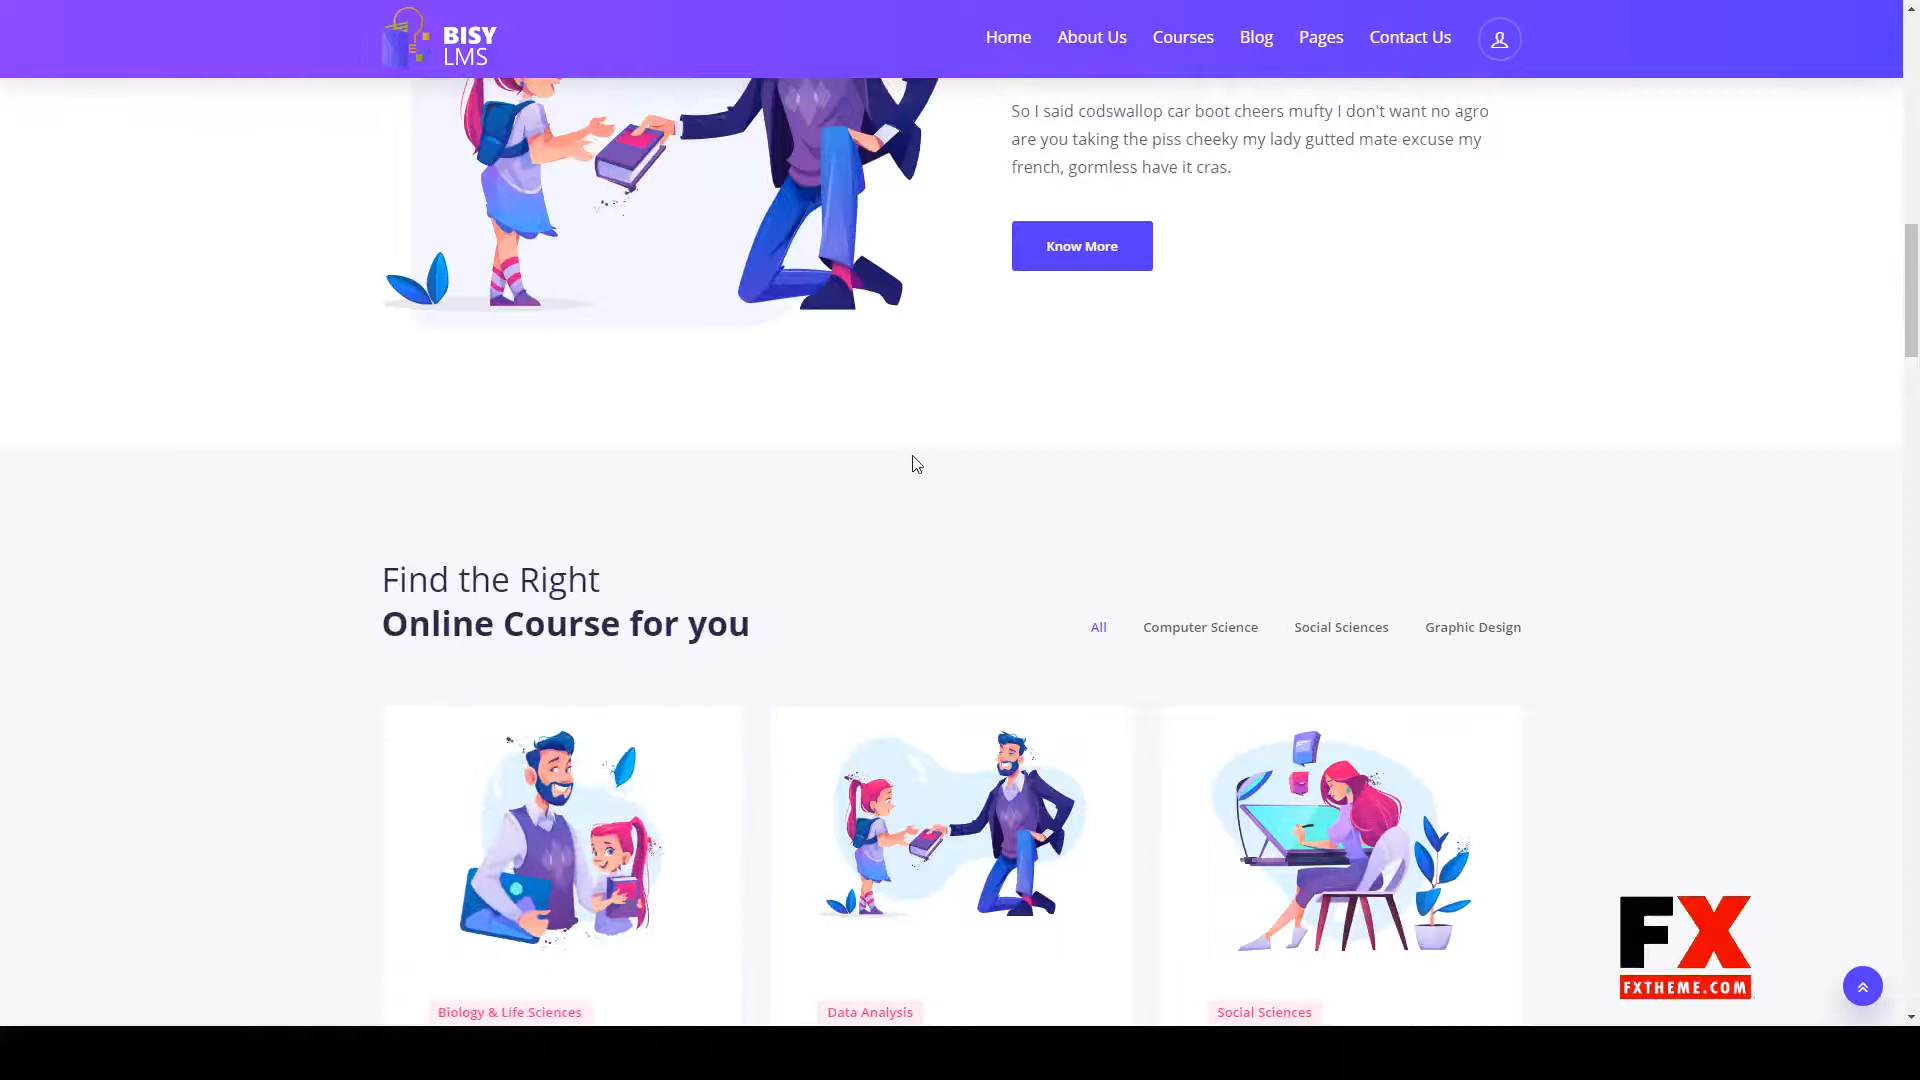 BISY
LMS
Home
About Us
Courses
Blog
Pages
Contact Us
So I said codswallop car boot cheers mufty I don't want no agro
are you taking the piss cheeky my lady gutted mate excuse my
french, gormless have it cras.
Know More
Find the Right
Online Course for you
All
Computer Science
Social Sciences
Graphic Design
Biology & Life Sciences
Data Analysis
Social Sciences
FX
FXTHEME.COM